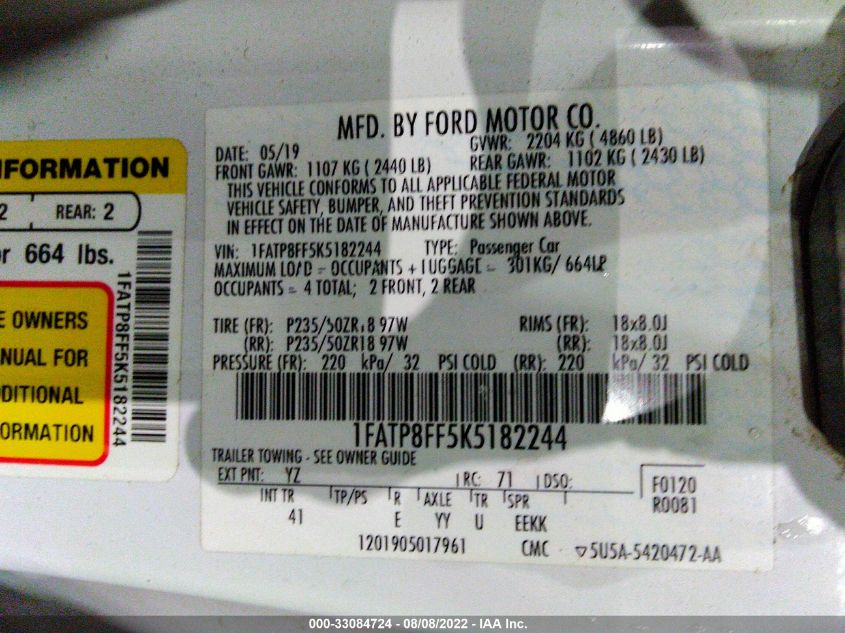 NFORMATION
2 REAR: 2
or 664 lbs.
E OWNERS
NUAL FOR
DDITIONAL
FORMATION
1FATP8FF5K5182244
MFD. BY FORD MOTOR CO.
DATE: 05/19 GVWR: 2204 KG ( 4860 LB)
FRONT GAWR: 1107 KG ( 2440 LB) REAR GAWR: 1102 KG ( 2430 LB)
THIS VEHICLE CONFORMS TO ALL APPLICABLE FEDERAL MOTOR
VEHICLE SAFETY, BUMPER, AND THEFT PREVENTION STANDARDS
IN EFFECT ON THE DATE OF MANUFACTURE SHOWN ABOVE.
VIN: 1FATP8FF5K5182244 TYPE: Passenger Car
MAXIMUM LOAD = OCCUPANTS + LUGGAGE = 301KG/ 664LB
OCCUPANTS = 4 TOTAL; 2 FRONT, 2 REAR
TIRE (FR): P235/50ZR18 97W RIMS (FR): 18x8.0J
(RR): P235/50ZR18 97W (RR): 18x8.0J
PRESSURE (FR): 220 kPa/ 32 PSI COLD (RR): 220 kPa/ 32 PSI COLD
1FATP8FF5K5182244
TRAILER TOWING - SEE OWNER GUIDE
EXT PNT: YZ RC: 71 DSO: F0120
INT TR TP/PS R AXLE TR SPR R0081
41 E YY U EEKK
1201905017961 CMC ▽5U5A-5420472-AA
000-33084724 - 08/08/2022 - IAA Inc.